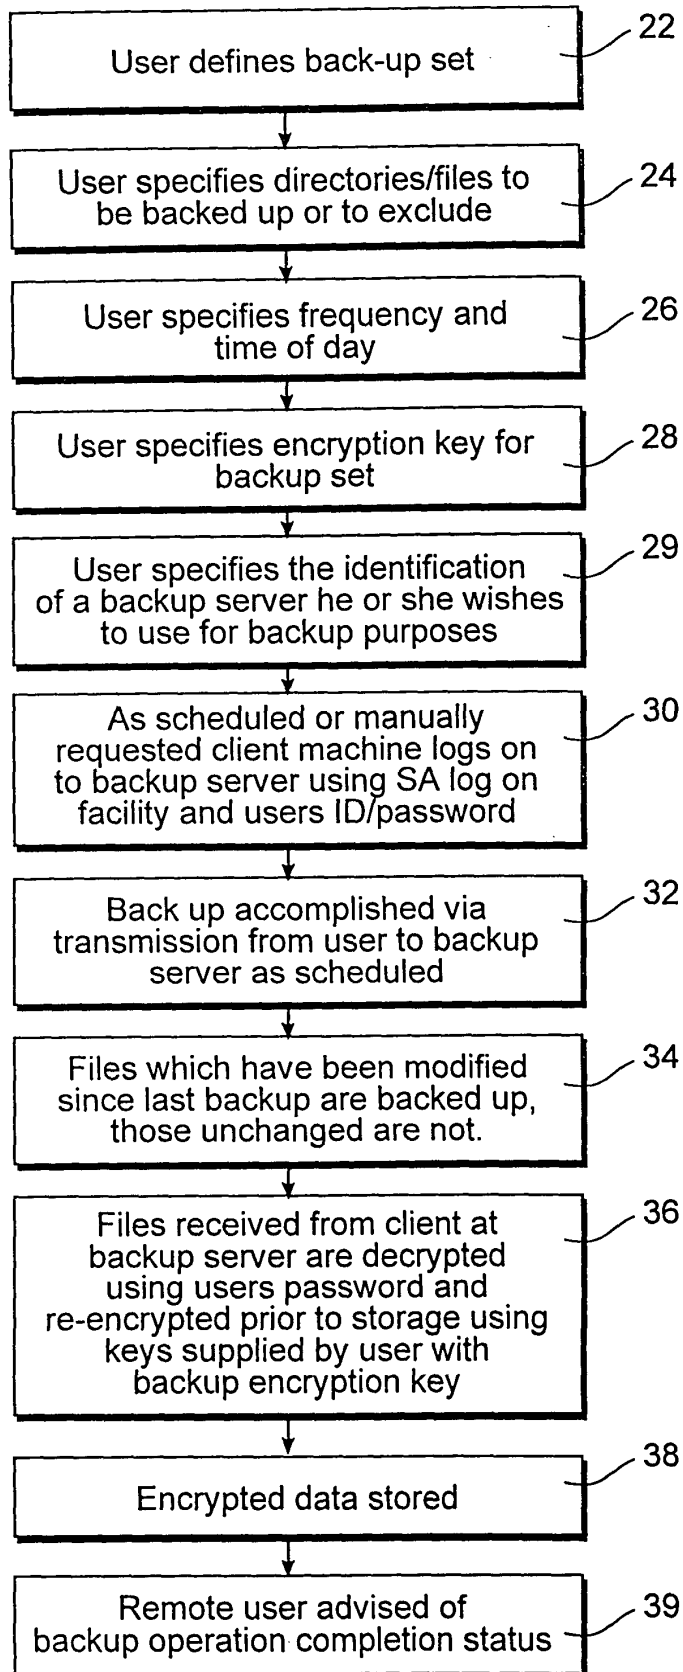 User defines back-up set
22
User specifies directories/files to
be backed up or to exclude
24
User specifies frequency and
time of day
26
User specifies encryption key for
backup set
28
User specifies the identification
of a backup server he or she wishes
to use for backup purposes
29
As scheduled or manually
requested client machine logs on
to backup server using SA log on
facility and users ID/password
30
Back up accomplished via
transmission from user to backup
server as scheduled
32
Files which have been modified
since last backup are backed up,
those unchanged are not.
34
Files received from client at
backup server are decrypted
using users password and
re-encrypted prior to storage using
keys supplied by user with
backup encryption key
36
Encrypted data stored
38
Remote user advised of
backup operation completion status
39